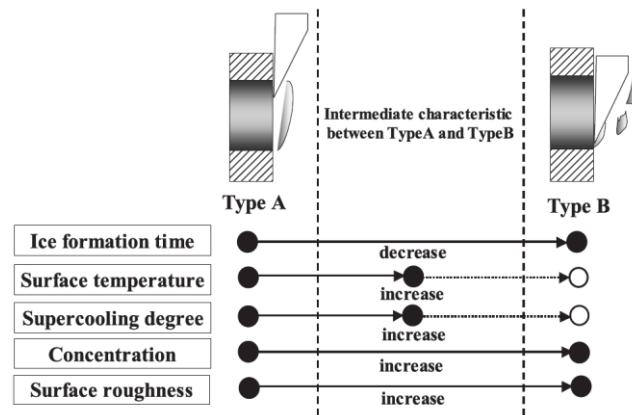 Intermediate characteristic
between TypeA and TypeB
Type A
Type B
Ice formation time
decrease
Surface temperature
increase
Supercooling degree
increase
Concentration
increase
Surface roughness
increase